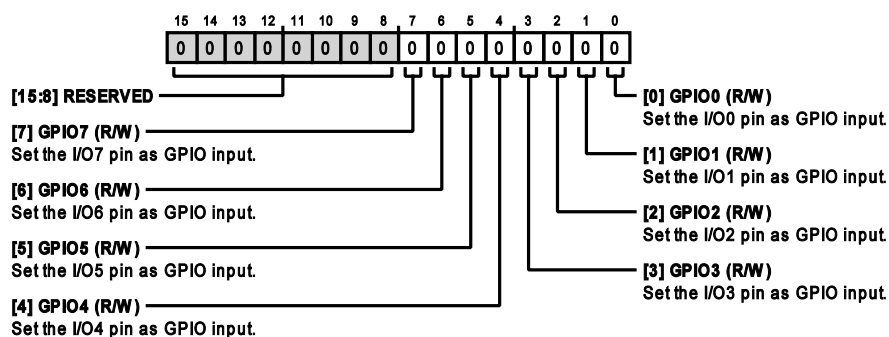 15 14 13 12 11 10 9 8 7 6 5 4 3 2 1 0
0 0 0 0 0 0 0 0 0 0 0 0 0 0 0 0
[15:8] RESERVED
[7] GPIO7 (R/W)
Set the I/O7 pin as GPIO input.
[6] GPIO6 (R/W)
Set the I/O6 pin as GPIO input.
[5] GPIO5 (R/W)
Set the I/O5 pin as GPIO input.
[4] GPIO4 (R/W)
Set the I/O4 pin as GPIO input.
[0] GPIO0 (R/W)
Set the I/O0 pin as GPIO input.
[1] GPIO1 (R/W)
Set the I/O1 pin as GPIO input.
[2] GPIO2 (R/W)
Set the I/O2 pin as GPIO input.
[3] GPIO3 (R/W)
Set the I/O3 pin as GPIO input.